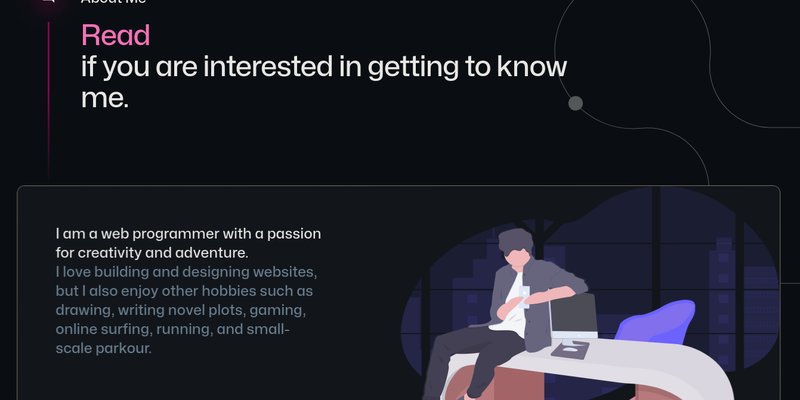 About Me
Read
if you are interested in getting to know
me.
I am a web programmer with a passion
for creativity and adventure.
I love building and designing websites,
but I also enjoy other hobbies such as
drawing, writing novel plots, gaming,
online surfing, running, and small-
scale parkour.